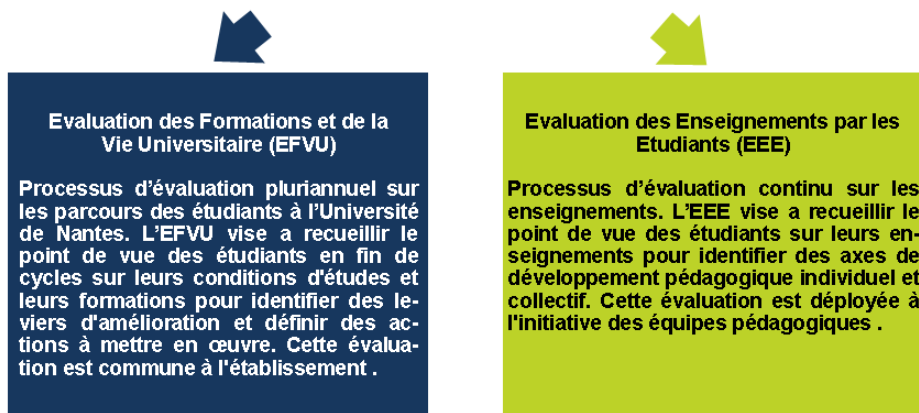 Evaluation des Formations et de la
Vie Universitaire (EFVU)
Processus d'évaluation pluriannuel sur
les parcours des étudiants à l'Université
de Nantes. L'EFVU vise a recueillir le
point de vue des étudiants en fin de
cycles sur leurs conditions d'études et
leurs formations pour identifier des le-
viers d'amélioration et définir des ac-
tions à mettre en œuvre. Cette évalua-
tion est commune à l'établissement .
Evaluation des Enseignements par les
Etudiants (EEE)
Processus d'évaluation continu sur les
enseignements. L'EEE vise a recueillir le
point de vue des étudiants sur leurs en-
seignements pour identifier des axes de
développement pédagogique individuel et
collectif. Cette évaluation est déployée à
l'initiative des équipes pédagogiques .